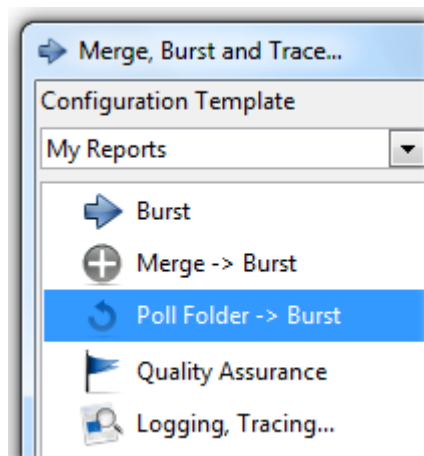 Merge, Burst and Trace...
Configuration Template
My Reports
Burst
Merge -> Burst
Poll Folder -> Burst
Quality Assurance
Logging, Tracing...